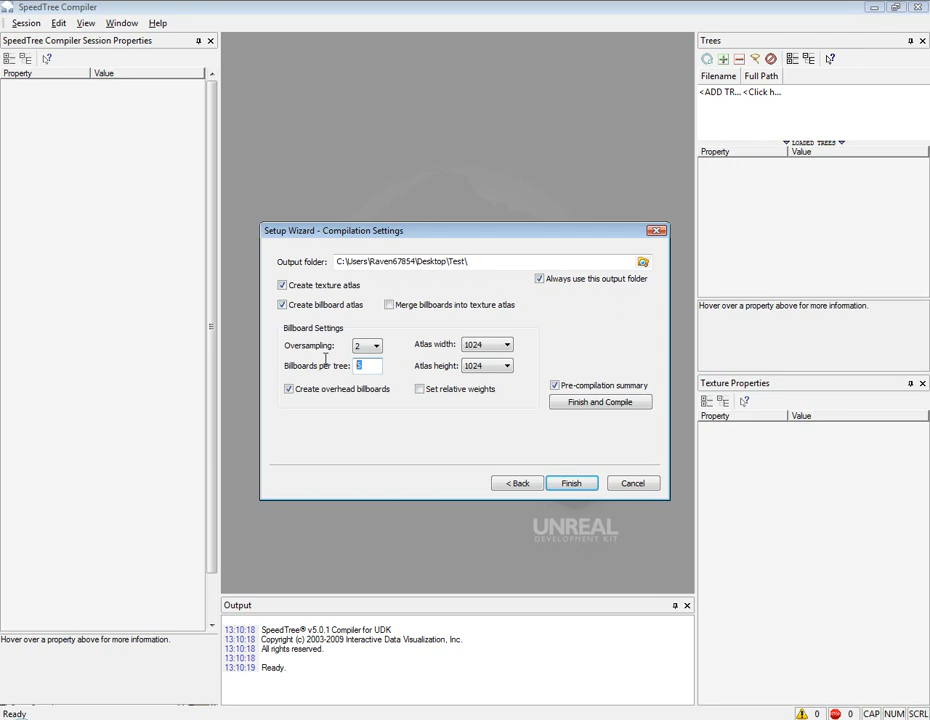 SpeedTree Compiler
Session Edit View Window Help
SpeedTree Compiler Session Properties
Property Value
Hover over a property above for more information.
Setup Wizard - Compilation Settings
Output folder: C:\Users\Raven67854\Desktop\Test\
Always use this output folder
Create texture atlas
Create billboard atlas Merge billboards into texture atlas
Billboard Settings
Oversampling: 2 Atlas width: 1024
Billboards per tree: Atlas height: 1024
Create overhead billboards Set relative weights
Pre-compilation summary
Finish and Compile
< Back Finish Cancel
UNREAL
DEVELOPMENT KIT
Output
13:10:18 SpeedTree® v5.0.1 Compiler for UDK
13:10:18 Copyright (c) 2003-2009 Interactive Data Visualization, Inc.
13:10:18 All rights reserved.
13:10:18
13:10:19 Ready.
Trees
Filename Full Path
<ADD TR... <Click h...
LOADED TREES
Property Value
Hover over a property above for more information.
Texture Properties
Property Value
Ready 0 0 CAP NUM SCRL